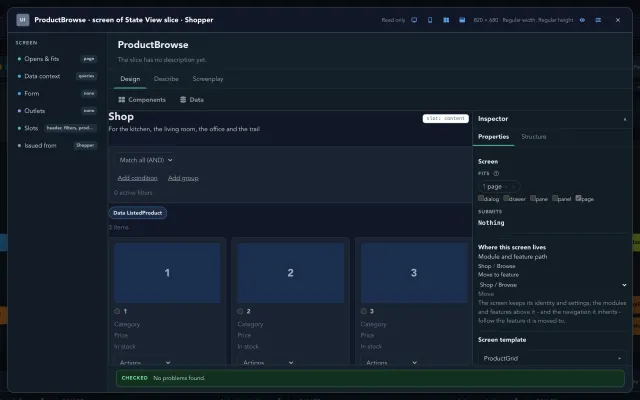 UI ProductBrowse · screen of State View slice · Shopper
Read only
820 × 680 · Regular width, Regular height
SCREEN
Opens & fits page
Data context queries
Form none
Outlets none
Slots header, filters, prod…
Issued from Shopper
ProductBrowse
The slice has no description yet.
Design Describe Screenplay
Components Data
Shop
slot: content
For the kitchen, the living room, the office and the trail
Match all (AND)
Add condition Add group
0 active filters
Data ListedProduct
3 items
1 2 3
1 2 3
Category Category Category
Price Price Price
In stock In stock In stock
Actions Actions Actions
Inspector
Properties Structure
Screen
FITS
1 page
dialog drawer pane panel page
SUBMITS
Nothing
Where this screen lives
Module and feature path
Shop / Browse
Move to feature
Shop / Browse
Move
The screen keeps its identity and settings; the modules
and features above it - and the navigation it inherits -
follow the feature it is moved to.
Screen template
ProductGrid
CHECKED No problems found.